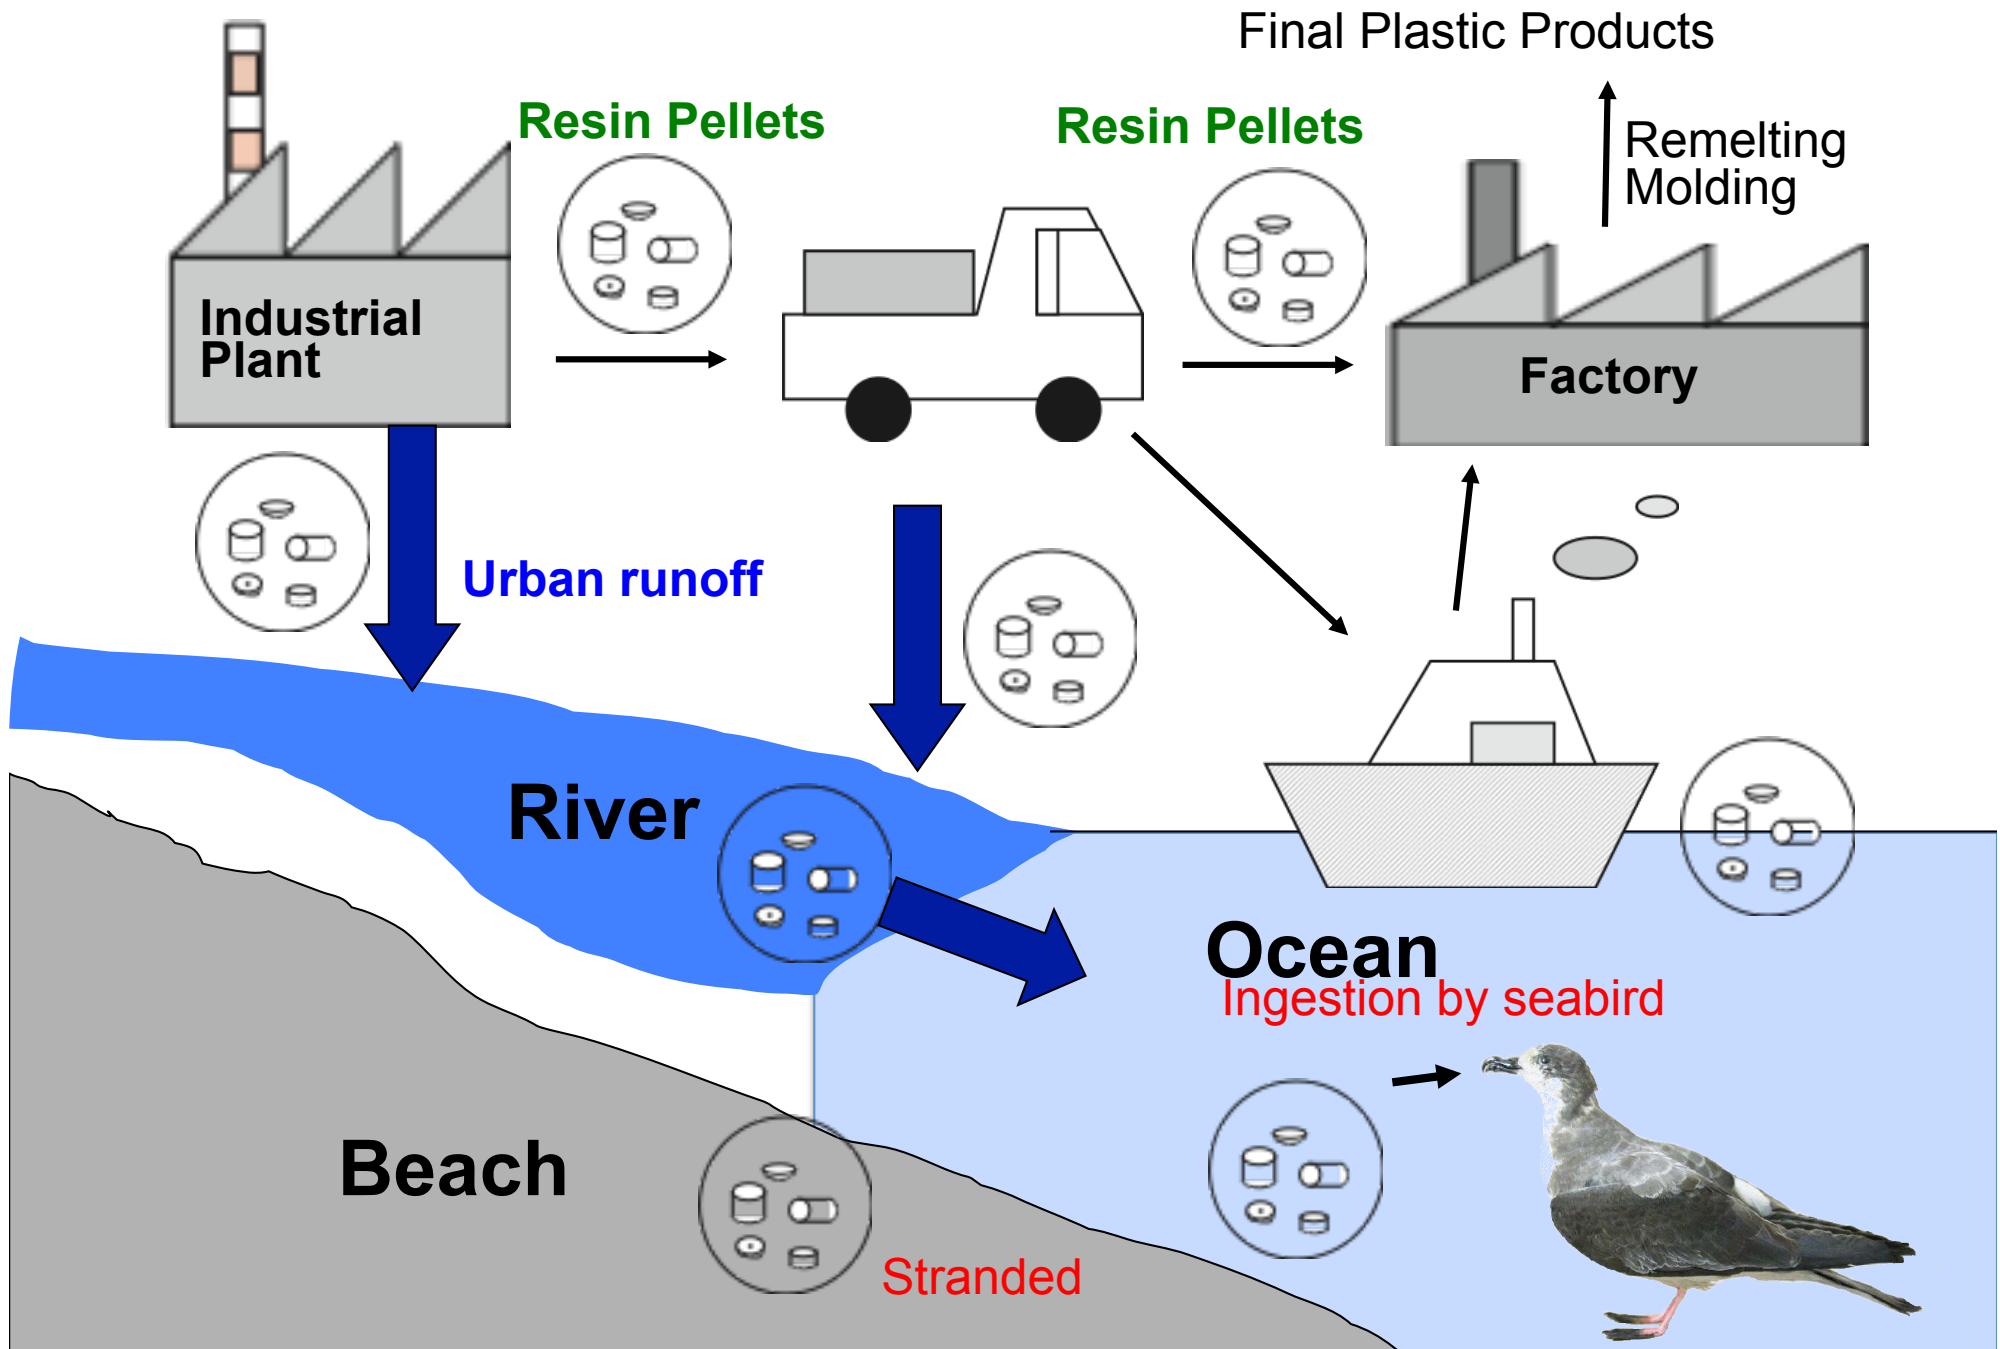 Final Plastic Products
Resin Pellets
Resin Pellets
Remelting
Molding
Industrial
Plant
Factory
Urban runoff
River
Ocean
Ingestion by seabird
Beach
Stranded